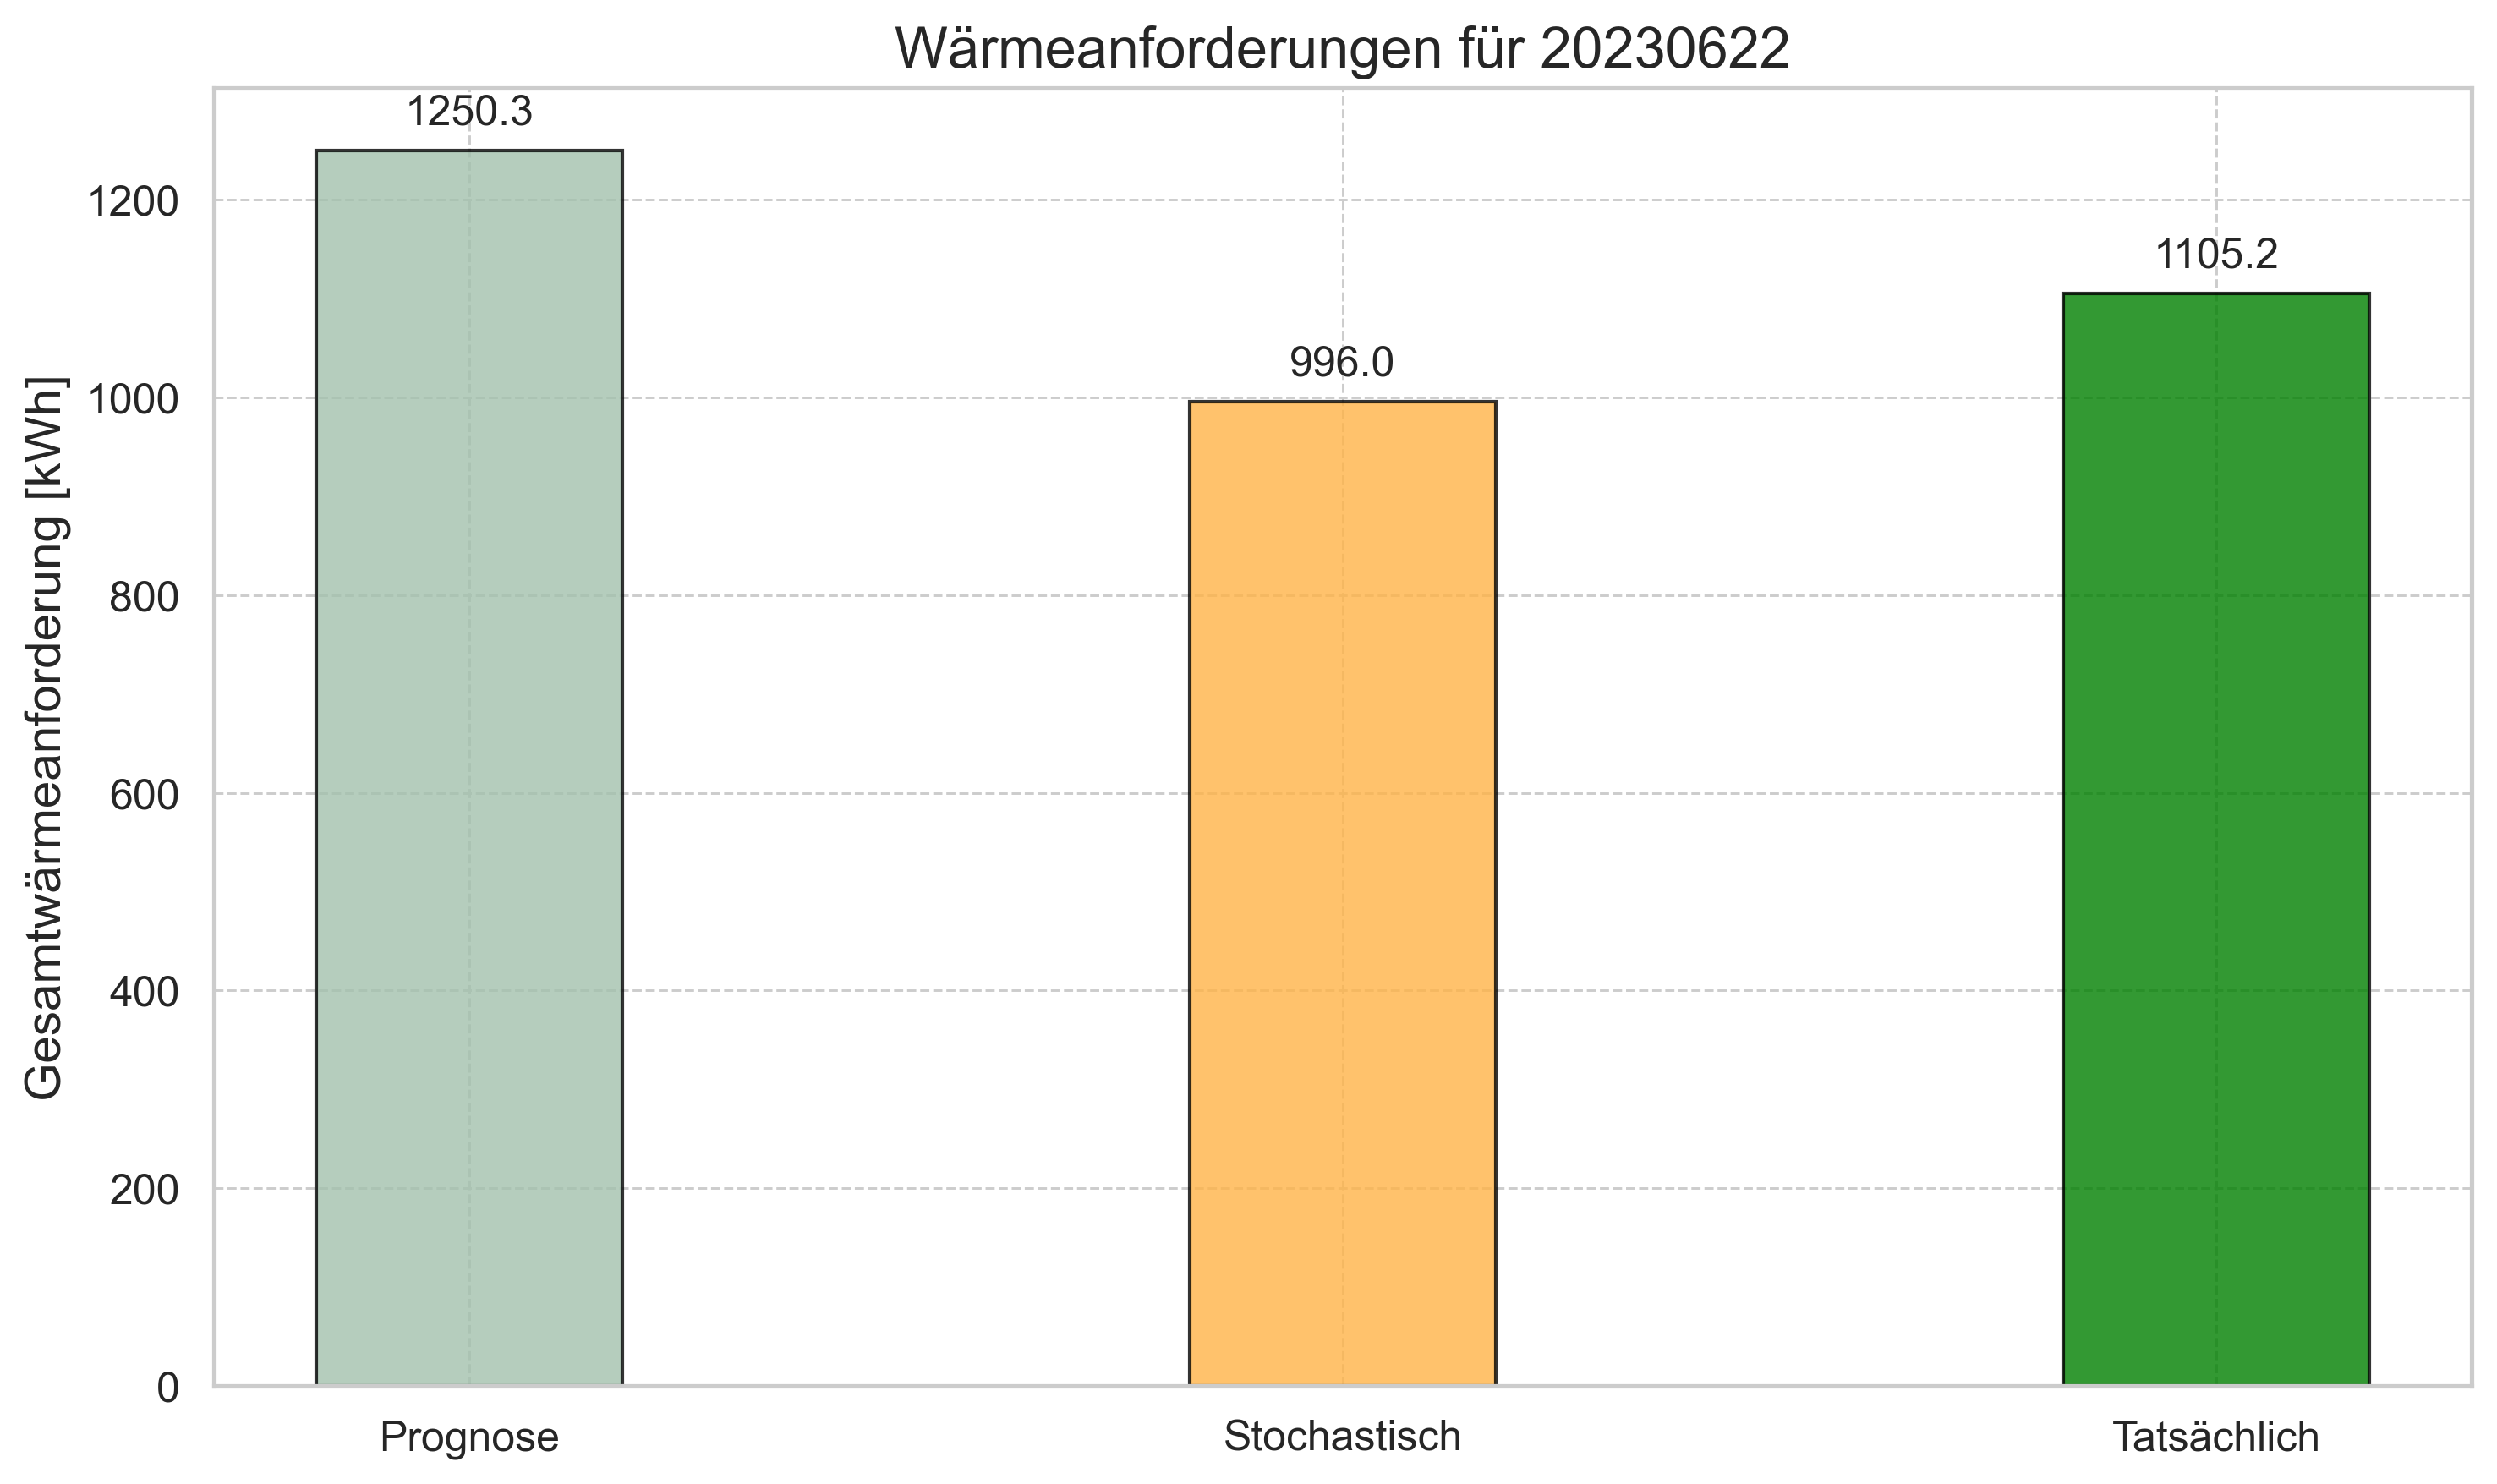 Wärmeanforderungen für 20230622
Gesamtwärmeanforderung [kWh]
1200
1000
800
600
400
200
0
1250.3
996.0
1105.2
Prognose
Stochastisch
Tatsächlich